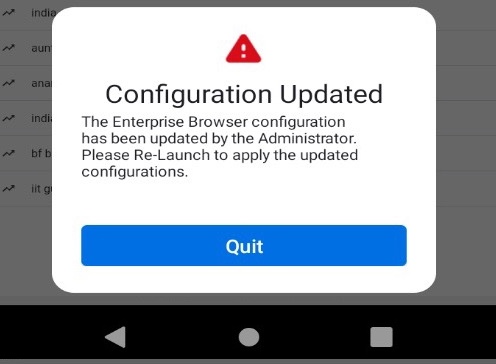 india
aun
anai
india
bf b
iit g
Configuration Updated
The Enterprise Browser configuration
has been updated by the Administrator.
Please Re-Launch to apply the updated
configurations.
Quit